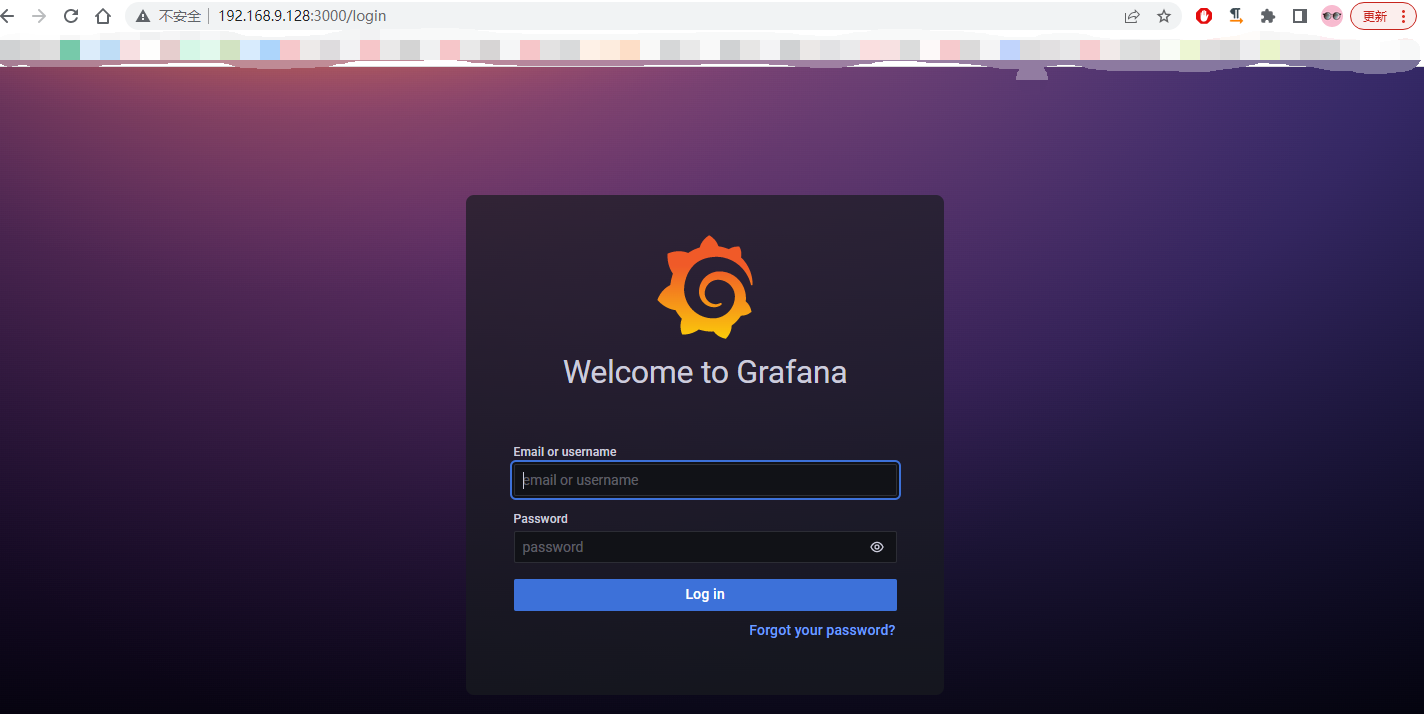 不安全 192.168.9.128:3000/login 更新
Welcome to Grafana
Email or username
email or username
Password
password
Log in
Forgot your password?